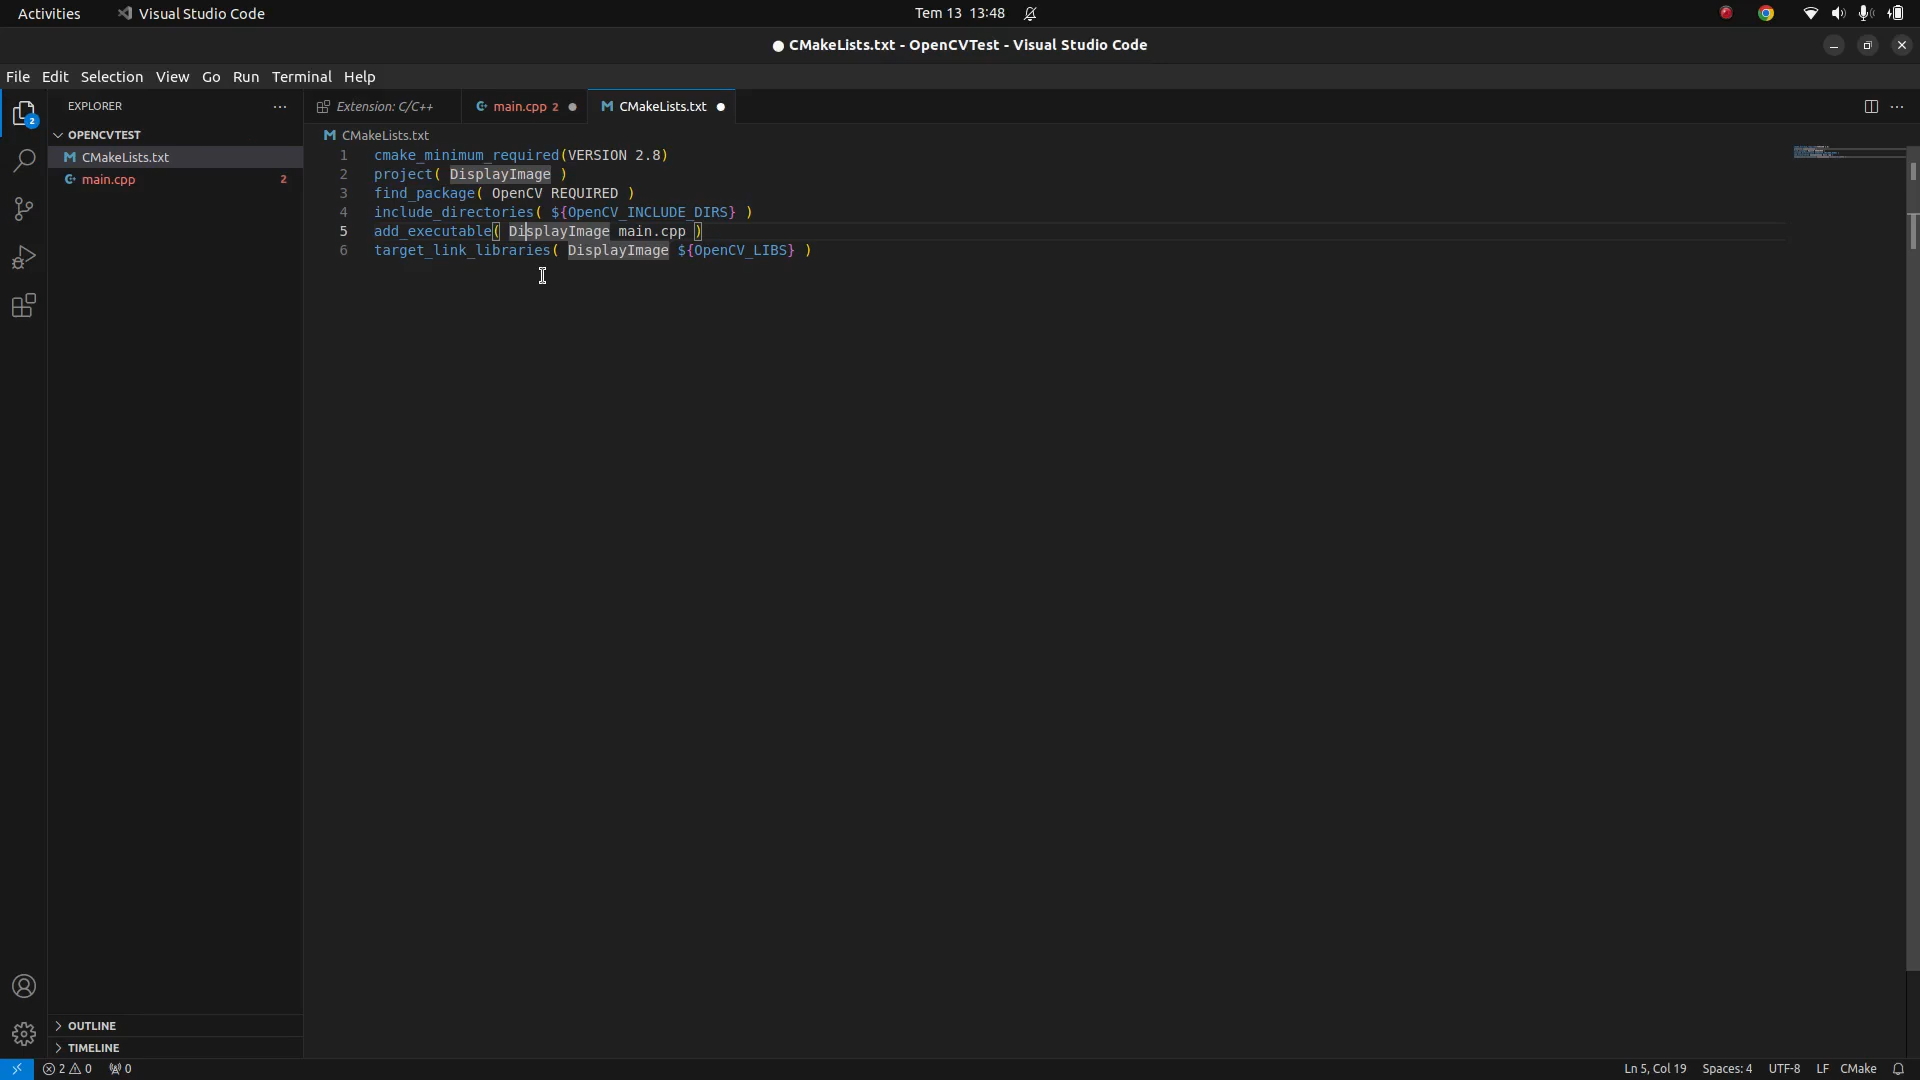 Activities Visual Studio Code Tem 13 13:48
CMakeLists.txt - OpenCVTest - Visual Studio Code
File Edit Selection View Go Run Terminal Help
EXPLORER
OPENCVTEST
CMakeLists.txt
main.cpp 2
2
Extension: C/C++ main.cpp 2 CMakeLists.txt
CMakeLists.txt
1 cmake_minimum_required(VERSION 2.8)
2 project( DisplayImage )
3 find_package( OpenCV REQUIRED )
4 include_directories( ${OpenCV_INCLUDE_DIRS} )
5 add_executable( DisplayImage main.cpp )
6 target_link_libraries( DisplayImage ${OpenCV_LIBS} )
OUTLINE
TIMELINE
2 0 0 Ln 5, Col 19 Spaces: 4 UTF-8 LF CMake